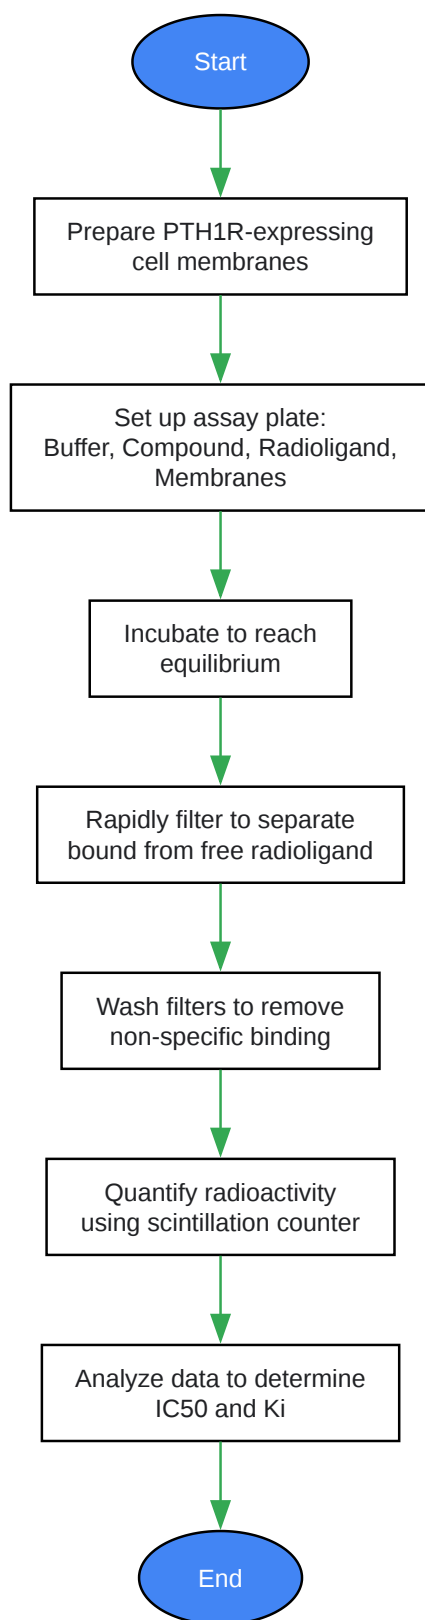 Start
Prepare PTH1R-expressing
cell membranes
Set up assay plate:
Buffer, Compound, Radioligand,
Membranes
Incubate to reach
equilibrium
Rapidly filter to separate
bound from free radioligand
Wash filters to remove
non-specific binding
Quantify radioactivity
using scintillation counter
Analyze data to determine
IC50 and Ki
End